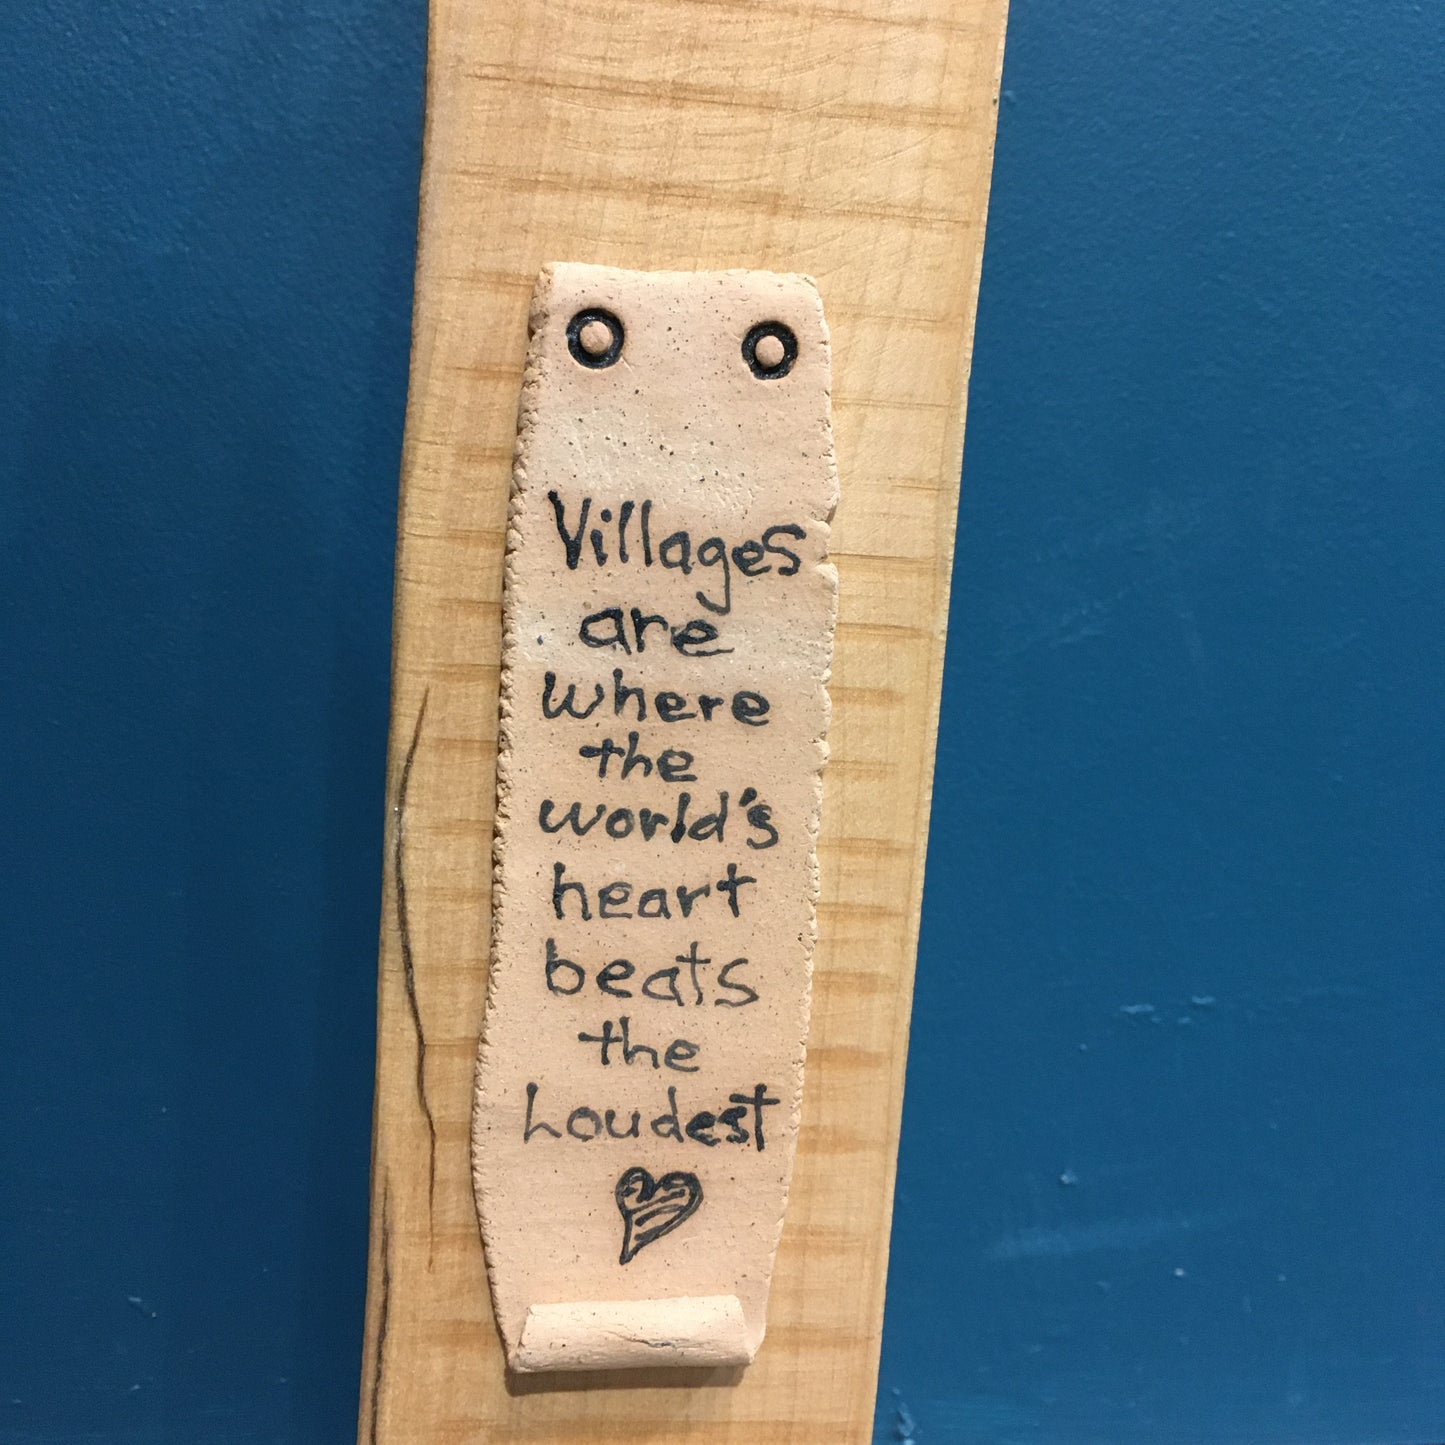 Villages
are
where
the
world's
heart
beats
the
Loudest